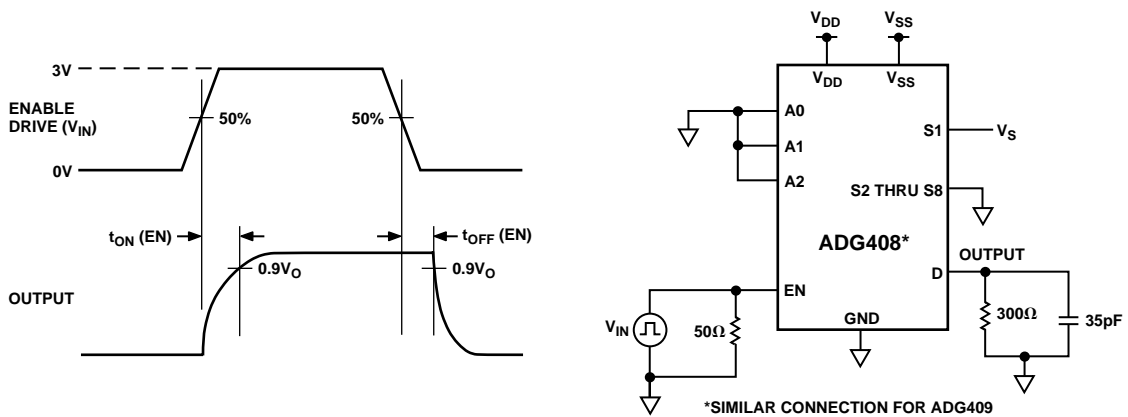 3V
ENABLE
DRIVE (VIN)
50%
50%
0V
tON (EN)
tOFF (EN)
0.9VO
0.9VO
OUTPUT
VDD
VSS
VDD
VSS
A0
A1
A2
S1
VS
S2 THRU S8
ADG408*
OUTPUT
D
EN
GND
VIN
50Ω
300Ω
35pF
*SIMILAR CONNECTION FOR ADG409